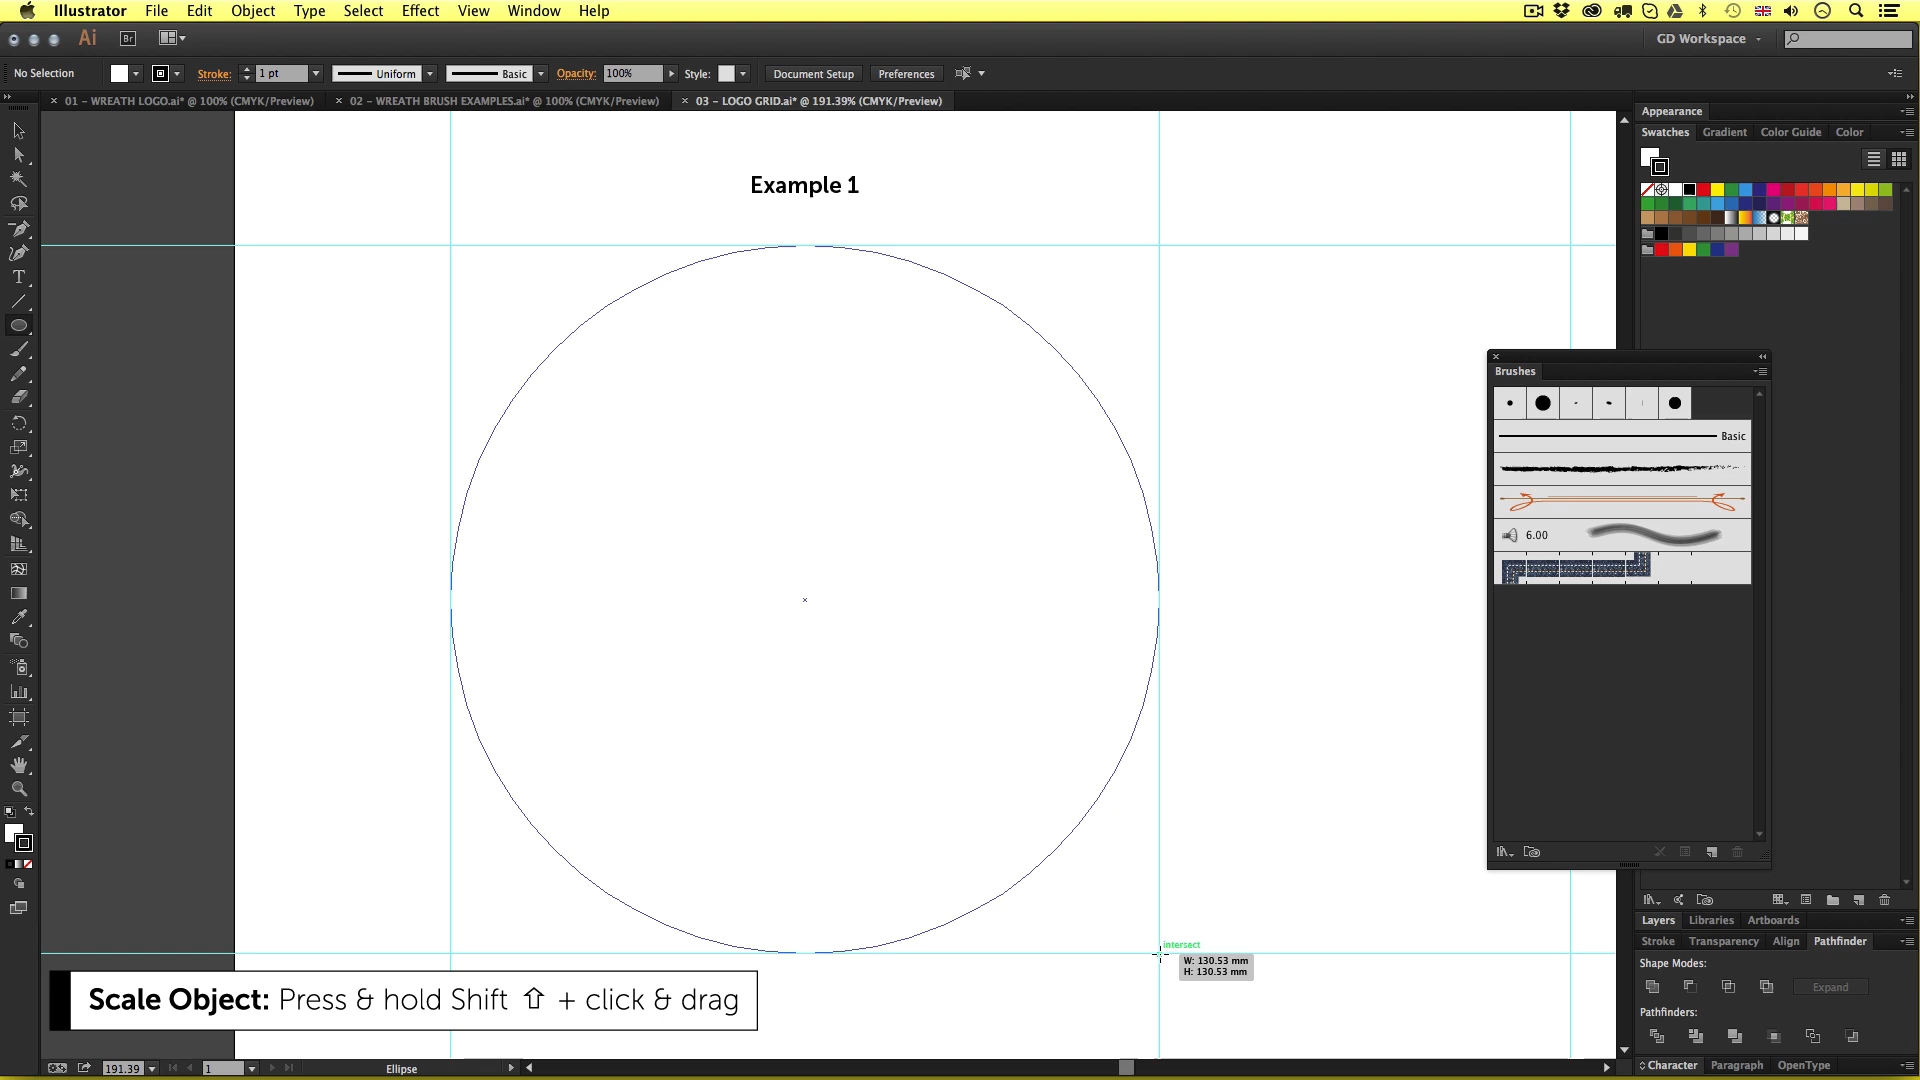 Illustrator File Edit Object Type Select Effect View Window Help
Ai Br GD Workspace
No Selection Stroke: 1 pt Uniform Basic Opacity: 100% Style: Document Setup Preferences
01 - WREATH LOGO.ai* @ 100% (CMYK/Preview) 02 - WREATH BRUSH EXAMPLES.ai* @ 100% (CMYK/Preview) 03 - LOGO GRID.ai* @ 191.39% (CMYK/Preview)
Appearance
Swatches Gradient Color Guide Color
Example 1
Brushes
Basic
6.00
Layers Libraries Artboards
Stroke Transparency Align Pathfinder
intersect
W: 130.53 mm
H: 130.53 mm
Shape Modes:
Expand
Pathfinders:
Scale Object: Press & hold Shift ⇧ + click & drag
191.39 1 Ellipse
Character Paragraph OpenType